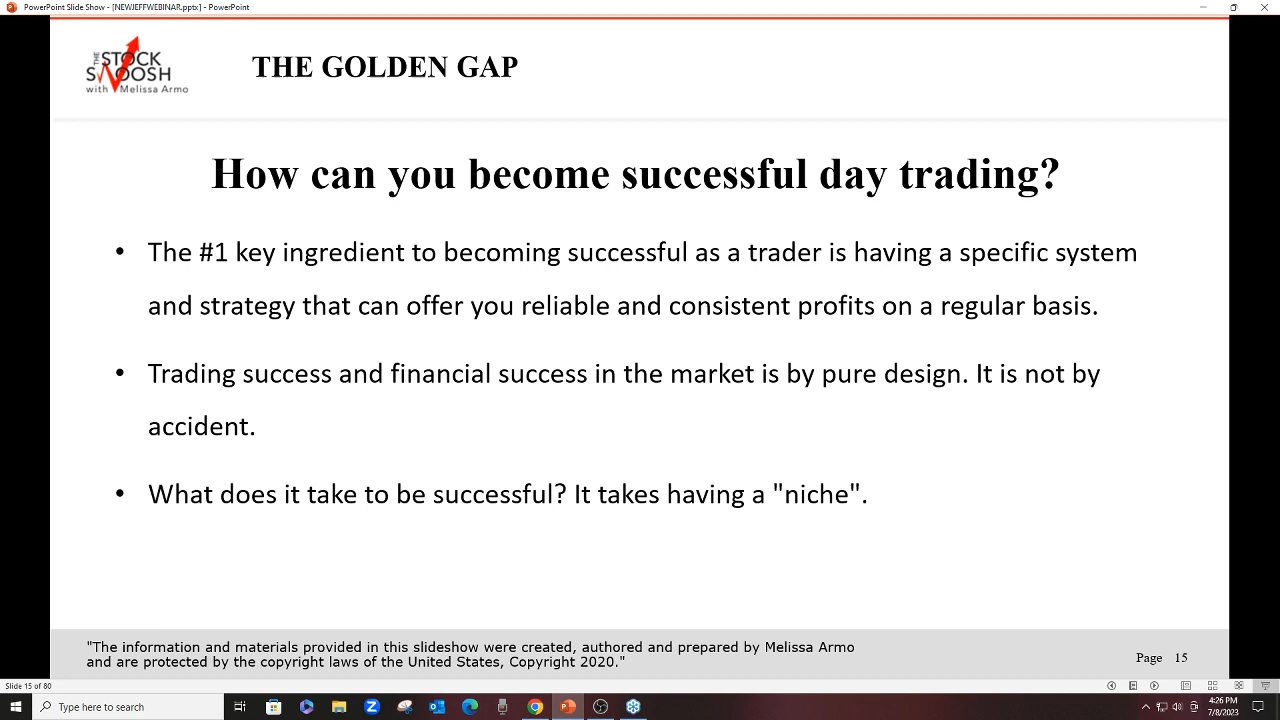 PowerPoint Slide Show - [NEWJEFFWEBINAR.pptx] - PowerPoint
THE
STOCK
SWOOSH
with Melissa Armo
THE GOLDEN GAP
How can you become successful day trading?
• The #1 key ingredient to becoming successful as a trader is having a specific system
and strategy that can offer you reliable and consistent profits on a regular basis.
• Trading success and financial success in the market is by pure design. It is not by
accident.
• What does it take to be successful? It takes having a "niche".
"The information and materials provided in this slideshow were created, authored and prepared by Melissa Armo
and are protected by the copyright laws of the United States, Copyright 2020."
Page 15
Slide 15 of 80
Type here to search
4:26 PM
7/8/2023